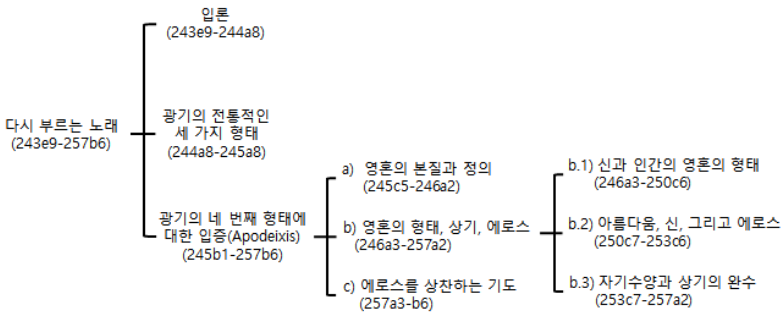 다시 부르는 노래
(243e9-257b6)
입론
(243e9-244a8)
광기의 전통적인
세 가지 형태
(244a8-245a8)
광기의 네 번째 형태에
대한 입증(Apodeixis)
(245b1-257b6)
a) 영혼의 본질과 정의
(245c5-246a2)
b) 영혼의 형태, 상기, 에로스
(246a3-257a2)
c) 에로스를 상찬하는 기도
(257a3-b6)
b.1) 신과 인간의 영혼의 형태
(246a3-250c6)
b.2) 아름다움, 신, 그리고 에로스
(250c7-253c6)
b.3) 자기수양과 상기의 완수
(253c7-257a2)